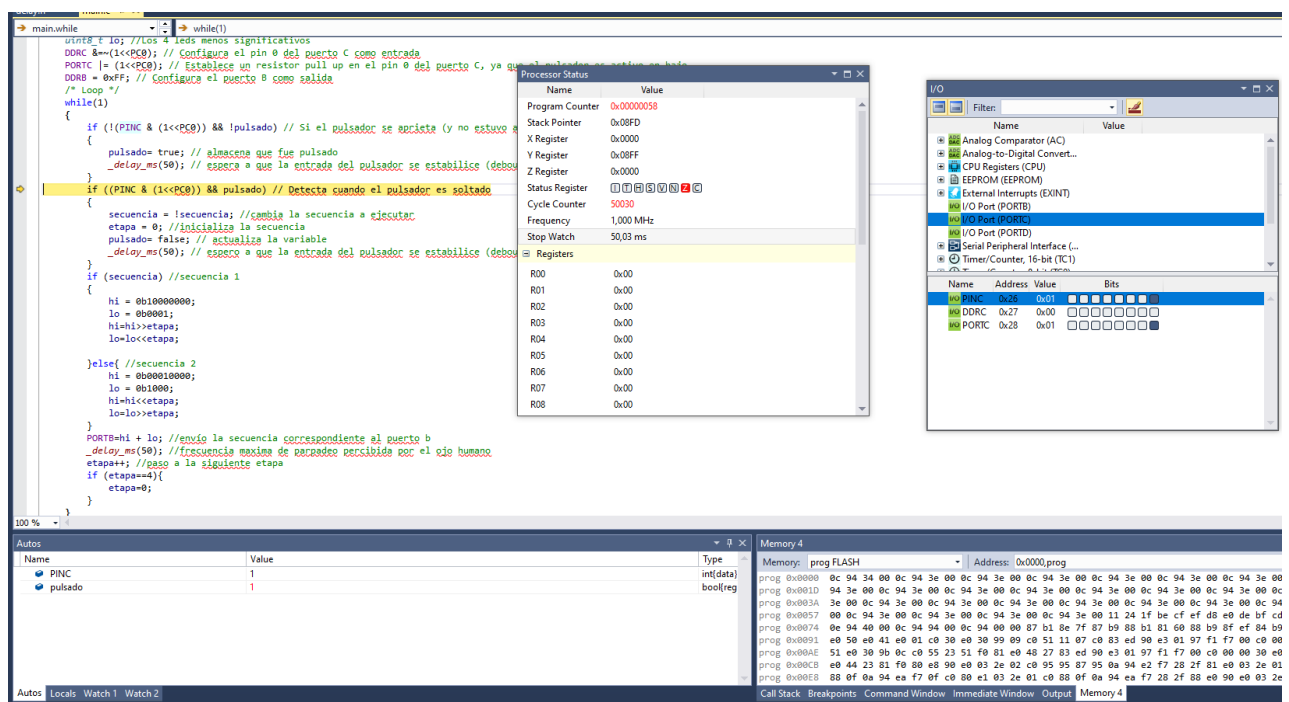 main.while
while(1)
uint8_t lo; //Los 4 leds menos significativos
DDRC &=~(1<<PC0); // Configura el pin 0 del puerto C como entrada
PORTC |= (1<<PC0); // Establece un resistor pull up en el pin 0 del puerto C, ya que el pulsador es activo en bajo
DDRB = 0xFF; // Configura el puerto B como salida
/* Loop */
while(1)
{
if (!(PINC & (1<<PC0)) && !pulsado) // Si el pulsador se aprieta (y no estuvo a
{
pulsado= true; // almacena que fue pulsado
_delay_ms(50); // espera a que la entrada del pulsador se estabilice (debou
}
if ((PINC & (1<<PC0)) && pulsado) // Detecta cuando el pulsador es soltado
{
secuencia = !secuencia; //cambia la secuencia a ejecutar
etapa = 0; //inicializa la secuencia
pulsado= false; // actualiza la variable
_delay_ms(50); // espero a que la entrada del pulsador se estabilice (debou
}
if (secuencia) //secuencia 1
{
hi = 0b10000000;
lo = 0b0001;
hi=hi>>etapa;
lo=lo<<etapa;
}else{ //secuencia 2
hi = 0b00010000;
lo = 0b1000;
hi=hi<<etapa;
lo=lo>>etapa;
}
PORTB=hi + lo; //envío la secuencia correspondiente al puerto b
_delay_ms(50); //frecuencia maxima de parpadeo percibida por el ojo humano
etapa++; //paso a la siguiente etapa
if (etapa==4){
etapa=0;
}
}
100 %
Processor Status
Name Value
Program Counter 0x00000058
Stack Pointer 0x08FD
X Register 0x0000
Y Register 0x08FF
Z Register 0x0000
Status Register I T H S V N Z C
Cycle Counter 50030
Frequency 1,000 MHz
Stop Watch 50,03 ms
Registers
R00 0x00
R01 0x00
R02 0x00
R03 0x00
R04 0x00
R05 0x00
R06 0x00
R07 0x00
R08 0x00
I/O
Filter:
Name Value
Analog Comparator (AC)
Analog-to-Digital Convert...
CPU Registers (CPU)
EEPROM (EEPROM)
External Interrupts (EXINT)
I/O I/O Port (PORTB)
I/O I/O Port (PORTC)
I/O I/O Port (PORTD)
Serial Peripheral Interface (...
Timer/Counter, 16-bit (TC1)
Name Address Value Bits
I/O PINC 0x26 0x01
I/O DDRC 0x27 0x00
I/O PORTC 0x28 0x01
Autos
Name Value Type
PINC 1 int{data}
pulsado 1 bool{reg
Autos Locals Watch 1 Watch 2
Memory 4
Memory: prog FLASH Address: 0x0000,prog
prog 0x0000 0c 94 34 00 0c 94 3e 00 0c 94 3e 00 0c 94 3e 00 0c 94 3e 00 0c 94 3e 00 0c 94 3e 00 0c
prog 0x001D 94 3e 00 0c 94 3e 00 0c 94 3e 00 0c 94 3e 00 0c 94 3e 00 0c 94 3e 00 0c 94 3e 00 0c
prog 0x003A 3e 00 0c 94 3e 00 0c 94 3e 00 0c 94 3e 00 0c 94 3e 00 0c 94 3e 00 0c 94 3e 00 0c 94
prog 0x0057 00 0c 94 3e 00 0c 94 3e 00 0c 94 3e 00 0c 94 3e 00 11 24 1f be cf ef d8 e0 de bf cd
prog 0x0074 0e 94 40 00 0c 94 94 00 0c 94 00 00 87 b1 8e 7f 87 b9 88 b1 81 60 88 b9 8f ef 84 b9
prog 0x0091 e0 50 e0 41 e0 01 c0 30 e0 30 99 09 c0 51 11 07 c0 83 ed 90 e3 01 97 f1 f7 00 c0 00
prog 0x00AE 51 e0 30 9b 0c c0 55 23 51 f0 81 e0 48 27 83 ed 90 e3 01 97 f1 f7 00 c0 00 00 30 e0
prog 0x00CB e0 44 23 81 f0 80 e8 90 e0 03 2e 02 c0 95 95 87 95 0a 94 e2 f7 28 2f 81 e0 03 2e 01
prog 0x00E8 88 0f 0a 94 ea f7 0f c0 80 e1 03 2e 01 c0 88 0f 0a 94 ea f7 28 2f 88 e0 90 e0 03 2e
Call Stack Breakpoints Command Window Immediate Window Output Memory 4